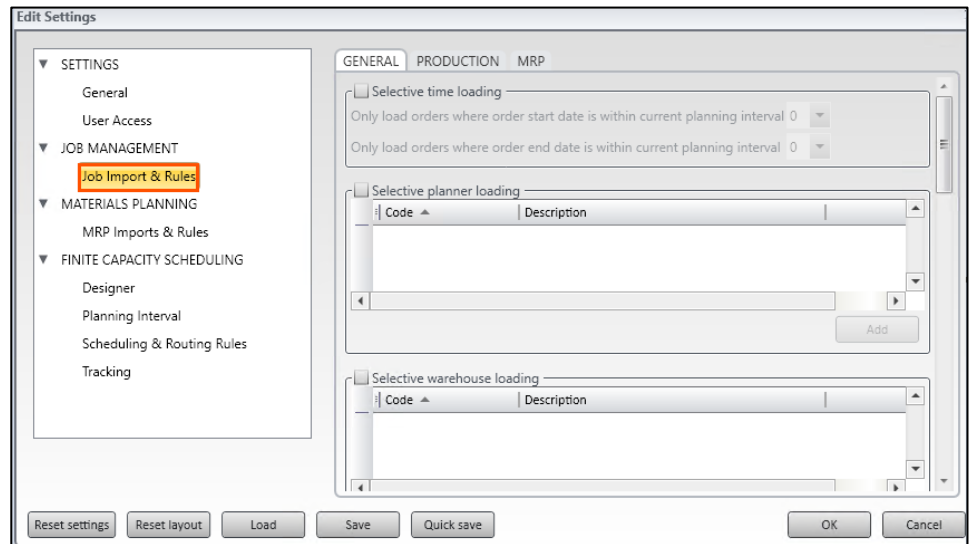 Edit Settings
SETTINGS
General
User Access
JOB MANAGEMENT
Job Import & Rules
MATERIALS PLANNING
MRP Imports & Rules
FINITE CAPACITY SCHEDULING
Designer
Planning Interval
Scheduling & Routing Rules
Tracking
GENERAL PRODUCTION MRP
Selective time loading
Only load orders where order start date is within current planning interval 0
Only load orders where order end date is within current planning interval 0
Selective planner loading
Code Description
Add
Selective warehouse loading
Code Description
Reset settings Reset layout Load Save Quick save OK Cancel